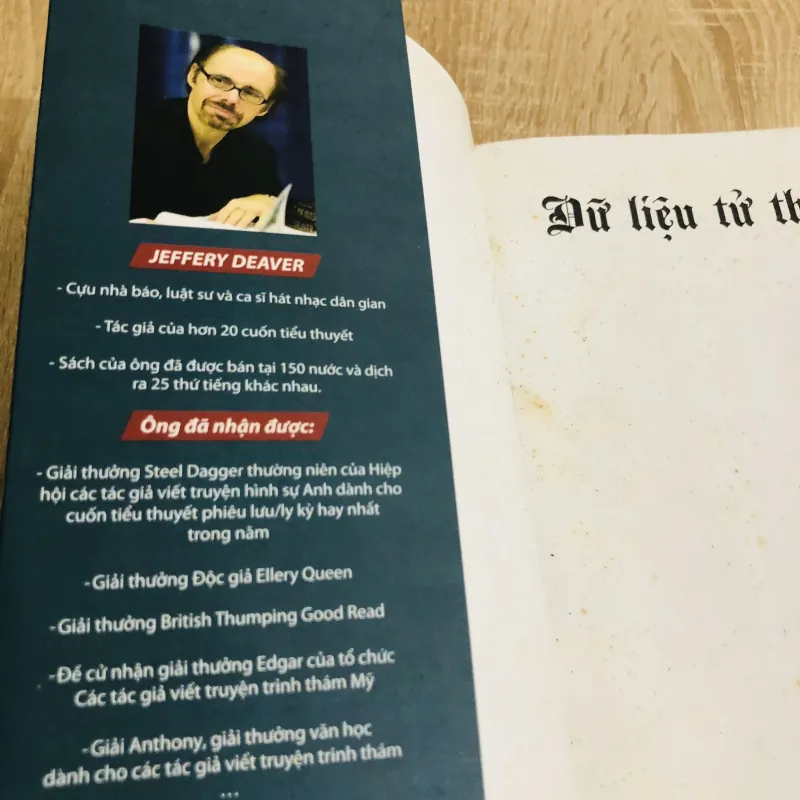 JEFFERY DEAVER
- Cựu nhà báo, luật sư và ca sĩ hát nhạc dân gian
- Tác giả của hơn 20 cuốn tiểu thuyết
- Sách của ông đã được bán tại 150 nước và dịch
ra 25 thứ tiếng khác nhau.
Ông đã nhận được:
- Giải thưởng Steel Dagger thường niên của Hiệp
hội các tác giả viết truyện hình sự Anh dành cho
cuốn tiểu thuyết phiêu lưu/ly kỳ hay nhất
trong năm
- Giải thưởng Độc giả Ellery Queen
- Giải thưởng British Thumping Good Read
-Đề cử nhận giải thưởng Edgar của tổ chức
Các tác giả viết truyện trinh thám Mỹ
- Giải Anthony, giải thưởng văn học
dành cho các tác giả viết truyện trinh thám
...
Dữ liệu tử th